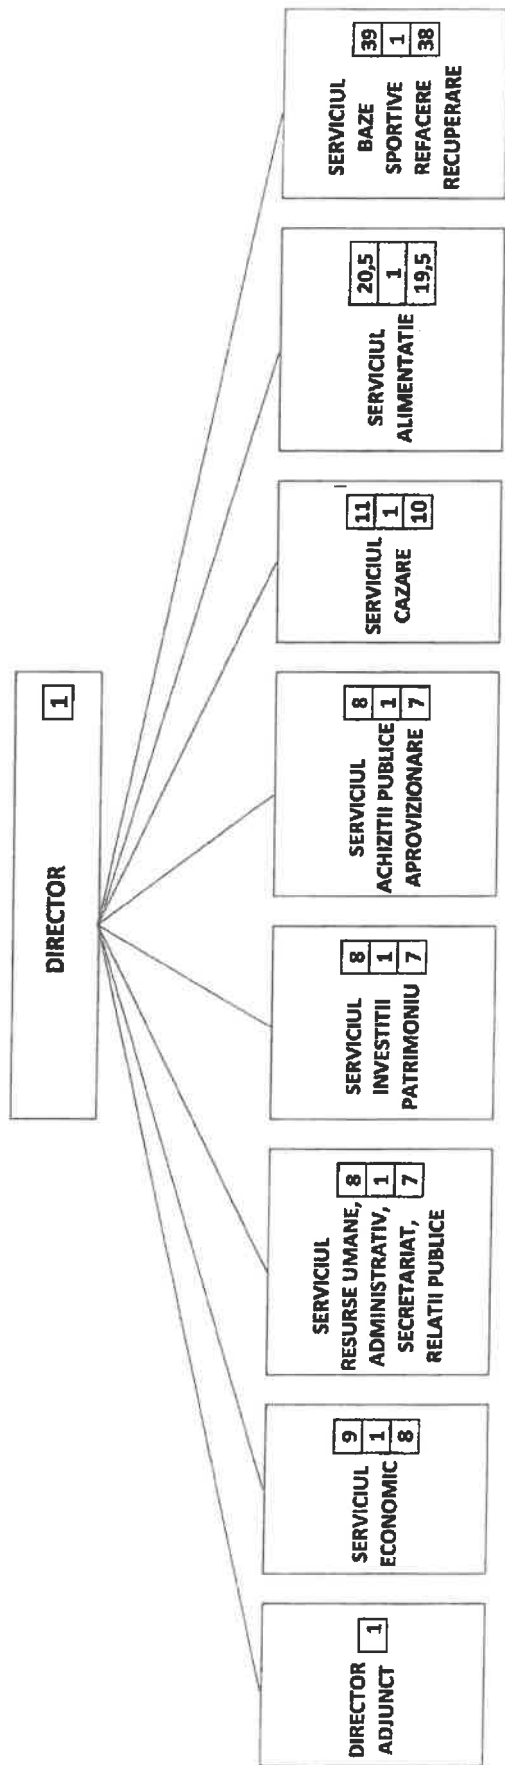 DIRECTOR 1
DIRECTOR
ADJUNCT 1
SERVICIUL
ECONOMIC
9
1
8
SERVICIUL
RESURSE UMANE,
ADMINISTRATIV,
SECRETARIAT,
RELATII PUBLICE
8
1
7
SERVICIUL
INVESTITII
PATRIMONIU
8
1
7
SERVICIUL
ACHIZITII PUBLICE
APROVIZIONARE
8
1
7
SERVICIUL
CAZARE
11
1
10
SERVICIUL
ALIMENTATIE
20,5
1
19,5
SERVICIUL
BAZE
SPORTIVE
REFACERE
RECUPERARE
39
1
38